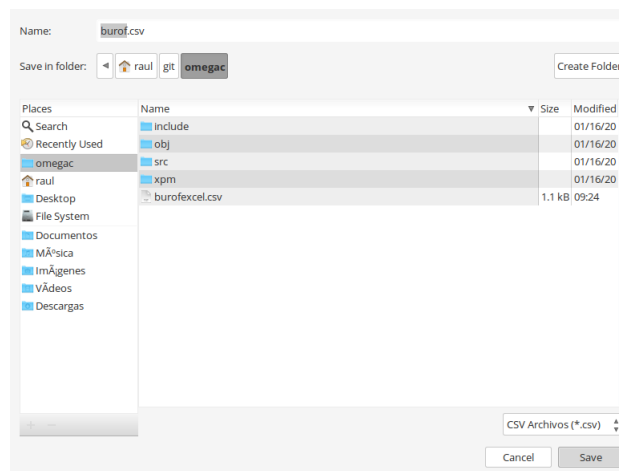 Name: burof.csv
Save in folder: raul git omegac Create Folder
Places Name Size Modified
Search include 01/16/20
Recently Used obj 01/16/20
omegac src 01/16/20
raul xpm 01/16/20
Desktop burofexcel.csv 1.1 kB 09:24
File System
Documentos
MÃºsica
ImÃ¡genes
VÃ­deos
Descargas
CSV Archivos (*.csv)
Cancel Save